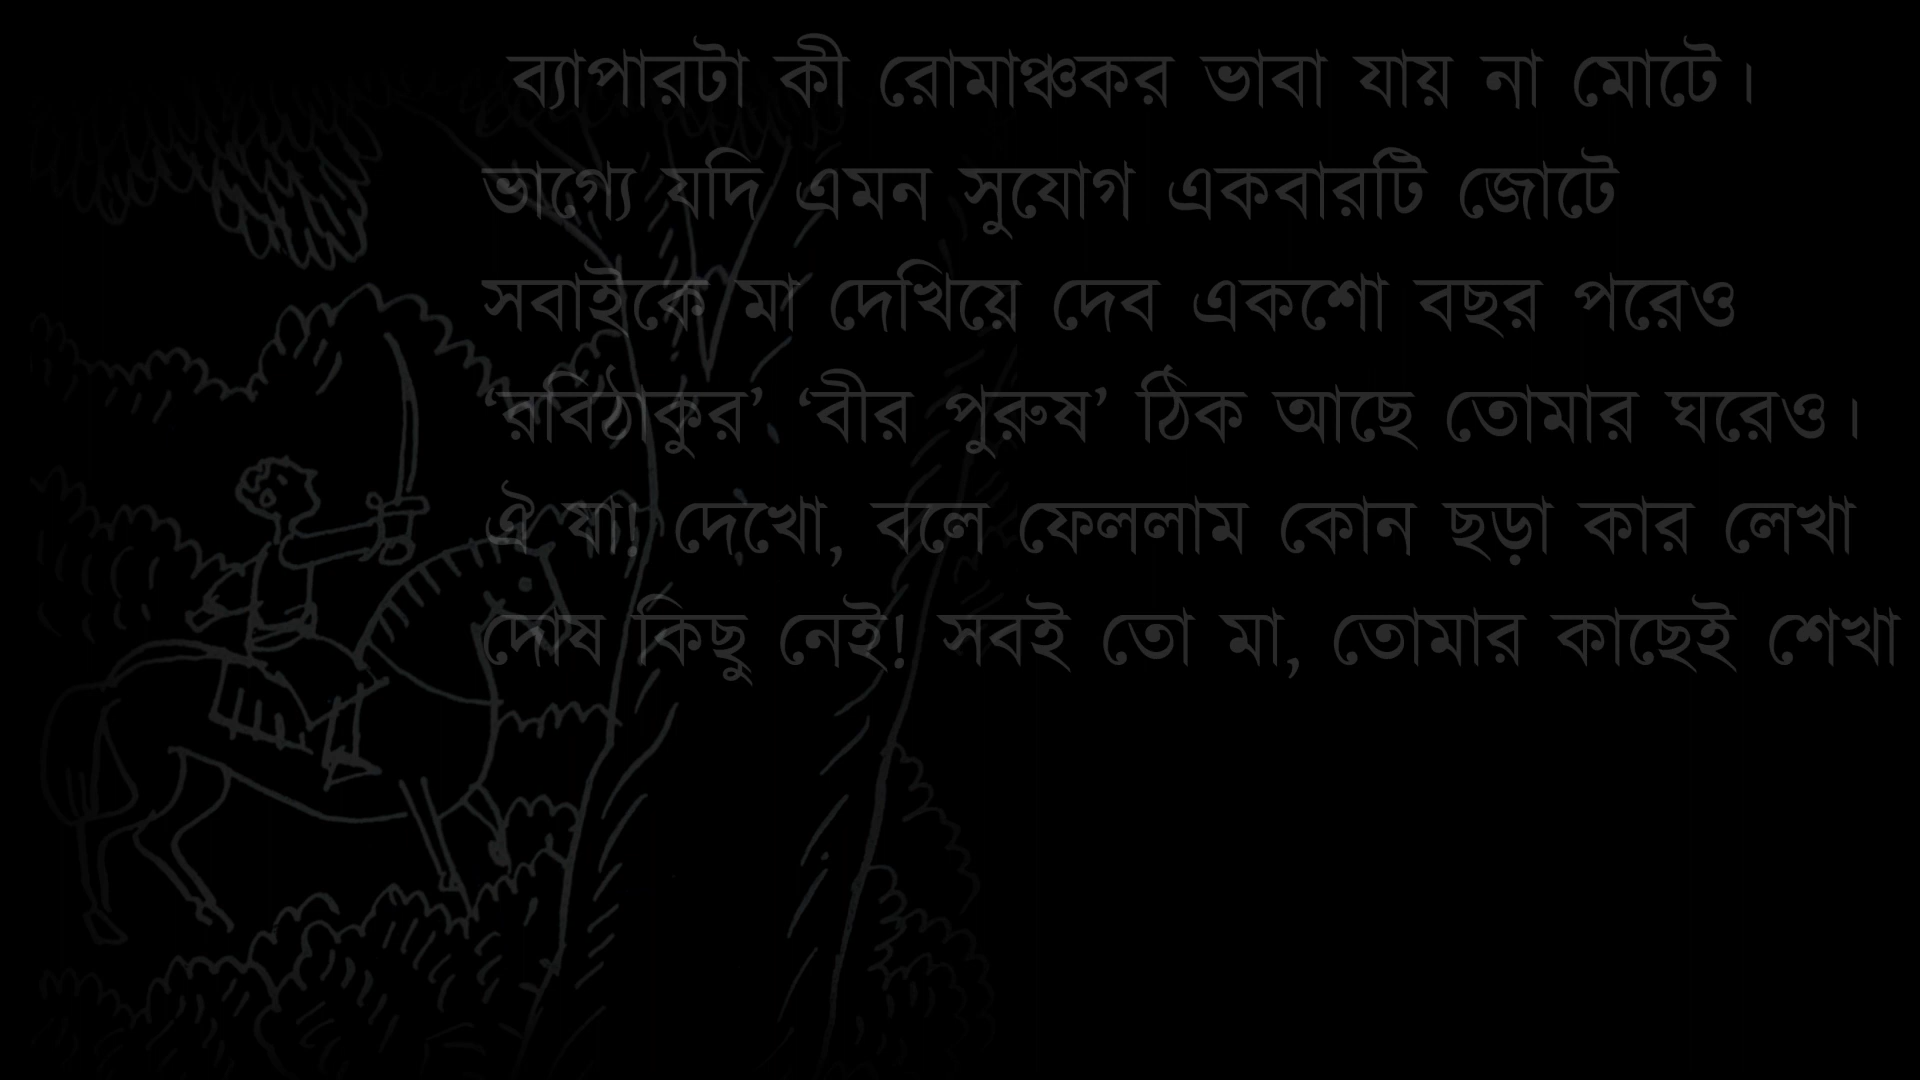 ব্যাপারটা কী রোমাঞ্চকর ভাবা যায় না মোটে।
ভাগ্যে যদি এমন সুযোগ একবারটি জোটে
সবাইকে মা দেখিয়ে দেব একশো বছর পরেও
‘রবিঠাকুর’ ‘বীর পুরুষ’ ঠিক আছে তোমার ঘরেও।
ঐ যা! দেখো, বলে ফেললাম কোন ছড়া কার লেখা
দোষ কিছু নেই! সবই তো মা, তোমার কাছেই শেখা